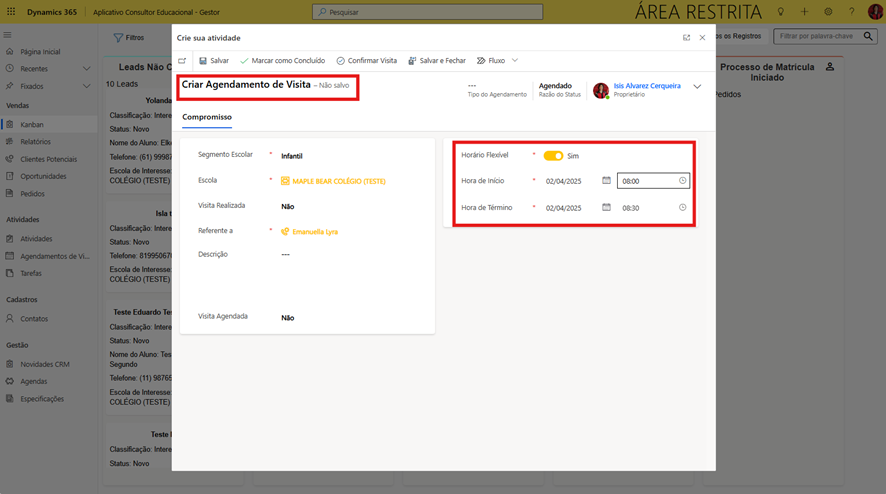 Dynamics 365
Aplicativo Consultor Educacional - Gestor
Pesquisar
ÁREA RESTRITA
Filtros
os os Registros
Filtrar por palavra-chave
Página Inicial
Recentes
Fixados
Vendas
Kanban
Relatórios
Clientes Potenciais
Oportunidades
Pedidos
Atividades
Atividades
Agendamentos de Vi...
Tarefas
Cadastros
Contatos
Gestão
Novidades CRM
Agendas
Especificações
Leads Não C
10 Leads
Yolanda
Classificação: Intere
Status: Novo
Nome do Aluno: Elk
Telefone: (61) 9998
Escola de Interesse:
COLÉGIO (TESTE)
Isla t
Classificação: Intere
Status: Novo
Telefone: 819950670
Escola de Interesse:
COLÉGIO (TESTE)
Teste Eduardo Tes
Classificação: Intere
Status: Novo
Nome do Aluno: Tes
Segundo
Telefone: (11) 98765
Escola de Interesse:
COLÉGIO (TESTE)
Teste I
Classificação: Intere
Status: Novo
Crie sua atividade
Salvar
Marcar como Concluído
Confirmar Visita
Salvar e Fechar
Fluxo
Criar Agendamento de Visita – Não salvo
---
Tipo do Agendamento
Agendado
Razão do Status
Isis Alvarez Cerqueira
Proprietário
Compromisso
Segmento Escolar * Infantil
Escola * MAPLE BEAR COLÉGIO (TESTE)
Visita Realizada Não
Referente a * Emanuella Lyra
Descrição ---
Visita Agendada Não
Horário Flexível * Sim
Hora de Início * 02/04/2025 08:00
Hora de Término * 02/04/2025 08:30
Processo de Matrícula
Iniciado
Pedidos